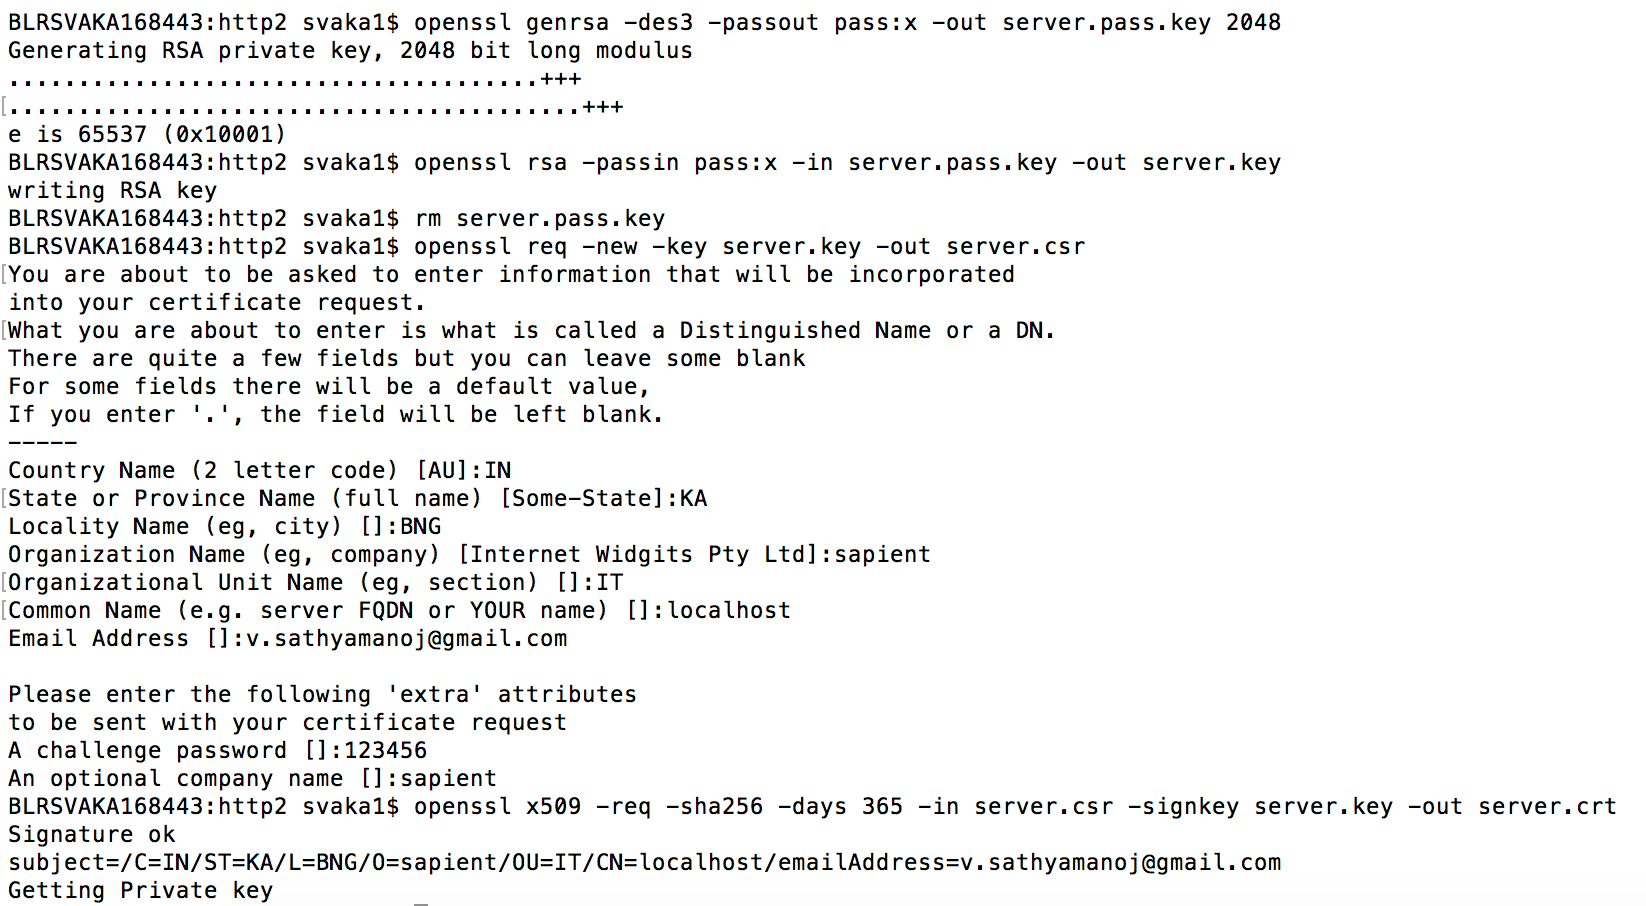 BLRSVAKA168443:http2 svaka1$ openssl genrsa -des3 -passout pass:x -out server.pass.key 2048
Generating RSA private key, 2048 bit long modulus
......................................+++
[.........................................+++
e is 65537 (0x10001)
BLRSVAKA168443:http2 svaka1$ openssl rsa -passin pass:x -in server.pass.key -out server.key
writing RSA key
BLRSVAKA168443:http2 svaka1$ rm server.pass.key
BLRSVAKA168443:http2 svaka1$ openssl req -new -key server.key -out server.csr
[You are about to be asked to enter information that will be incorporated
into your certificate request.
[What you are about to enter is what is called a Distinguished Name or a DN.
There are quite a few fields but you can leave some blank
For some fields there will be a default value,
If you enter '.', the field will be left blank.
-----
Country Name (2 letter code) [AU]:IN
[State or Province Name (full name) [Some-State]:KA
Locality Name (eg, city) []:BNG
Organization Name (eg, company) [Internet Widgits Pty Ltd]:sapient
[Organizational Unit Name (eg, section) []:IT
[Common Name (e.g. server FQDN or YOUR name) []:localhost
Email Address []:v.sathyamanoj@gmail.com

Please enter the following 'extra' attributes
to be sent with your certificate request
A challenge password []:123456
An optional company name []:sapient
BLRSVAKA168443:http2 svaka1$ openssl x509 -req -sha256 -days 365 -in server.csr -signkey server.key -out server.crt
Signature ok
subject=/C=IN/ST=KA/L=BNG/O=sapient/OU=IT/CN=localhost/emailAddress=v.sathyamanoj@gmail.com
Getting Private key